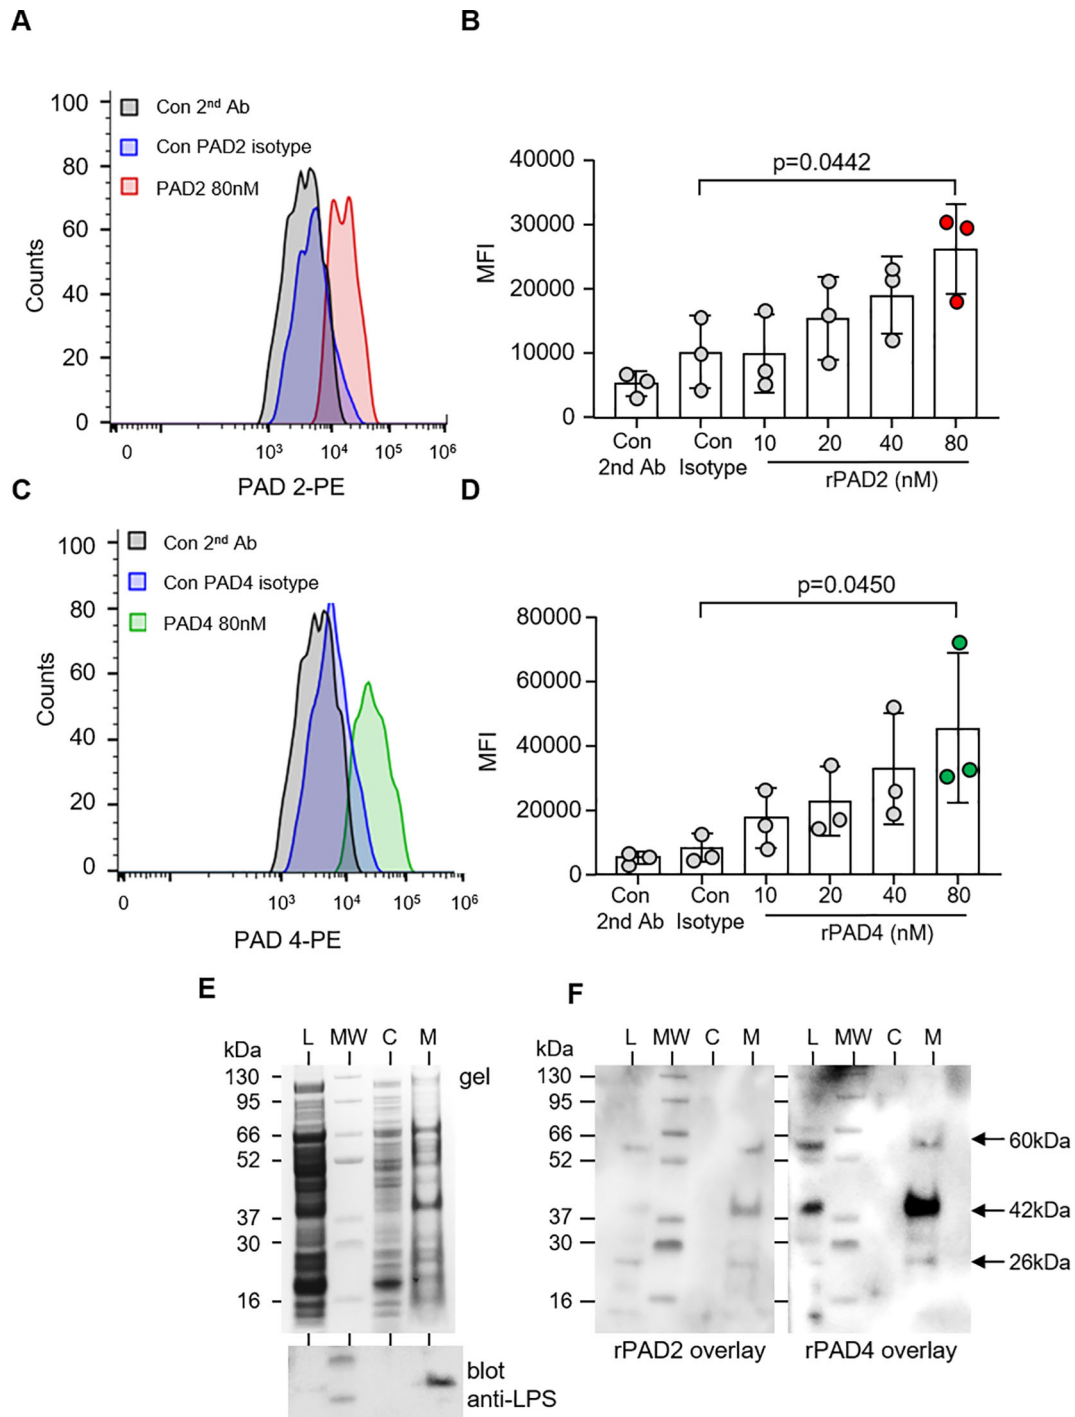 A
100
80
60
40
20
0
Counts
Con 2nd Ab
Con PAD2 isotype
PAD2 80nM
0 10³ 10⁴ 10⁵ 10⁶
PAD 2-PE
B
p=0.0442
40000
30000
20000
10000
0
MFI
Con Con 10 20 40 80
2nd Ab Isotype
rPAD2 (nM)
C
100
80
60
40
20
0
Counts
Con 2nd Ab
Con PAD4 isotype
PAD4 80nM
0 10³ 10⁴ 10⁵ 10⁶
PAD 4-PE
D
p=0.0450
80000
60000
40000
20000
0
MFI
Con Con 10 20 40 80
2nd Ab Isotype
rPAD4 (nM)
E
kDa
L MW C M
130
95
66
52
37
30
16
gel
blot
anti-LPS
F
kDa
L MW C M
L MW C M
130
95
66
52
37
30
16
60kDa
42kDa
26kDa
rPAD2 overlay
rPAD4 overlay